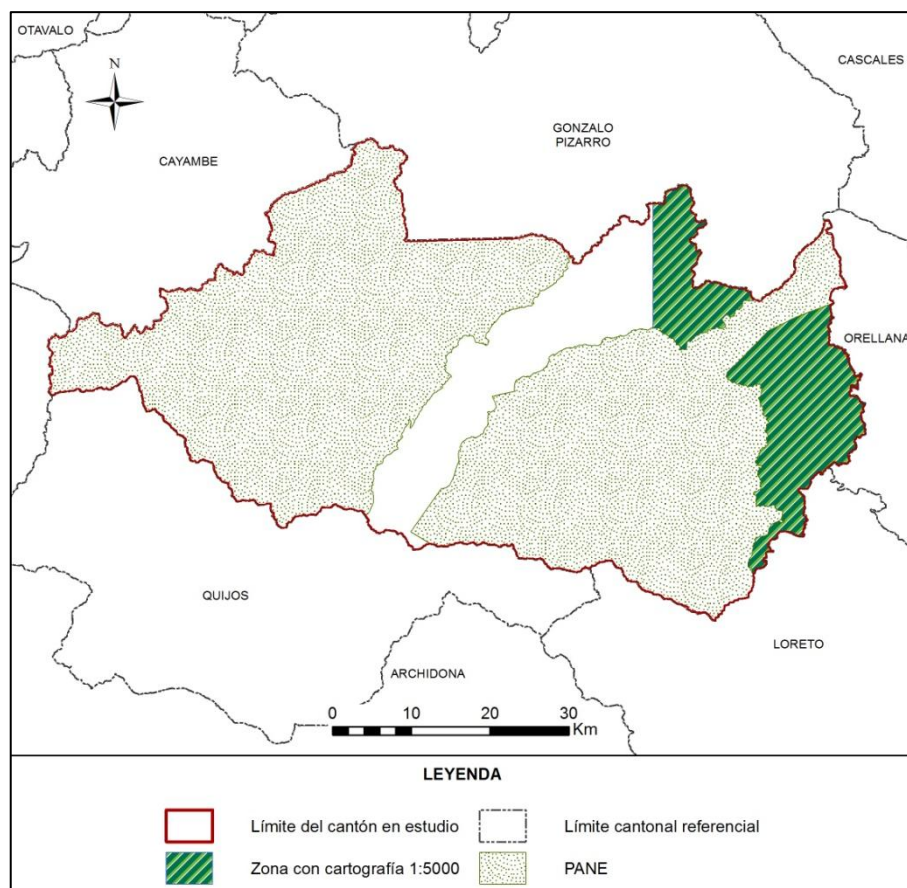 OTAVALO
CASCALES
N
GONZALO
PIZARRO
CAYAMBE
ORELLANA
QUIJOS
LORETO
ARCHIDONA
0 10 20 30
Km
LEYENDA
Límite del cantón en estudio
Límite cantonal referencial
Zona con cartografía 1:5000
PANE